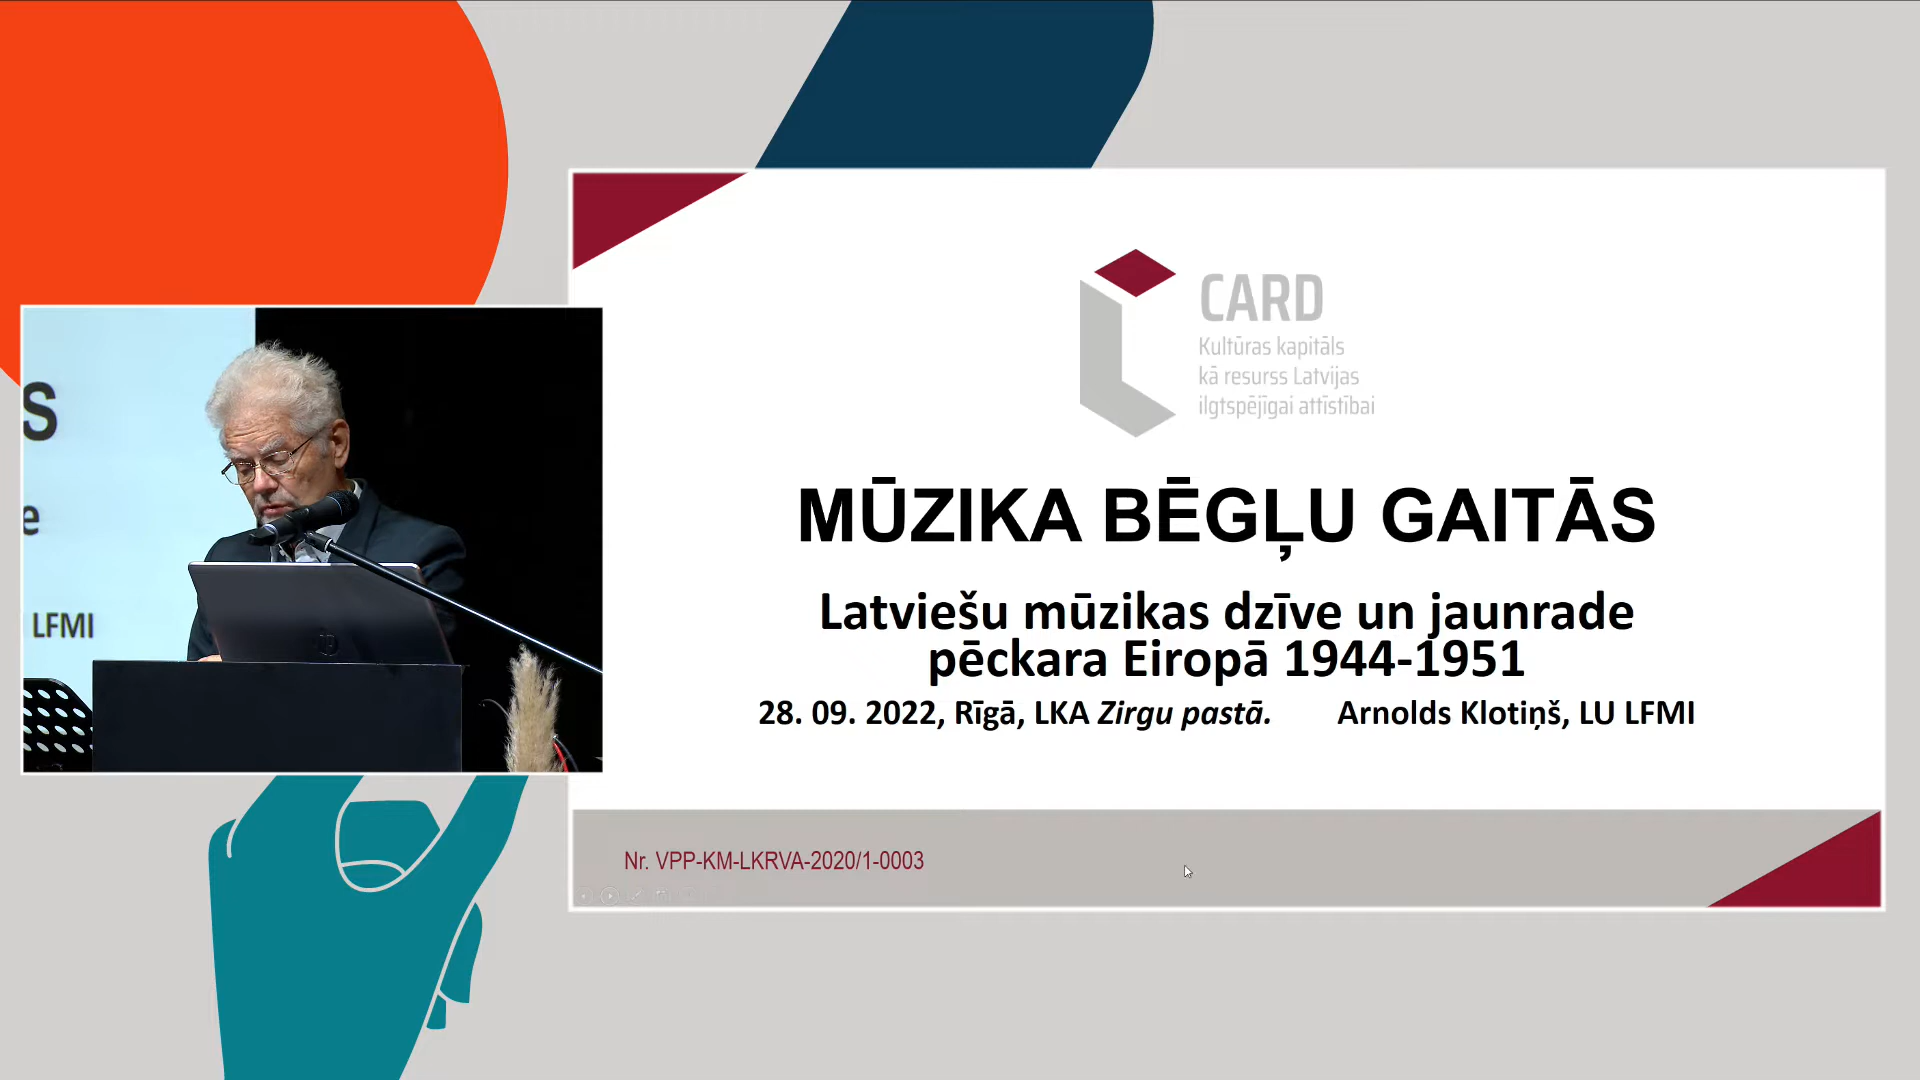 CARD
Kultūras kapitāls
kā resurss Latvijas
ilgtspējīgai attīstībai
MŪZIKA BĒGĻU GAITĀS
Latviešu mūzikas dzīve un jaunrade
pēckara Eiropā 1944-1951
28. 09. 2022, Rīgā, LKA Zirgu pastā. Arnolds Klotiņš, LU LFMI
Nr. VPP-KM-LKRVA-2020/1-0003
S
e
LFMI